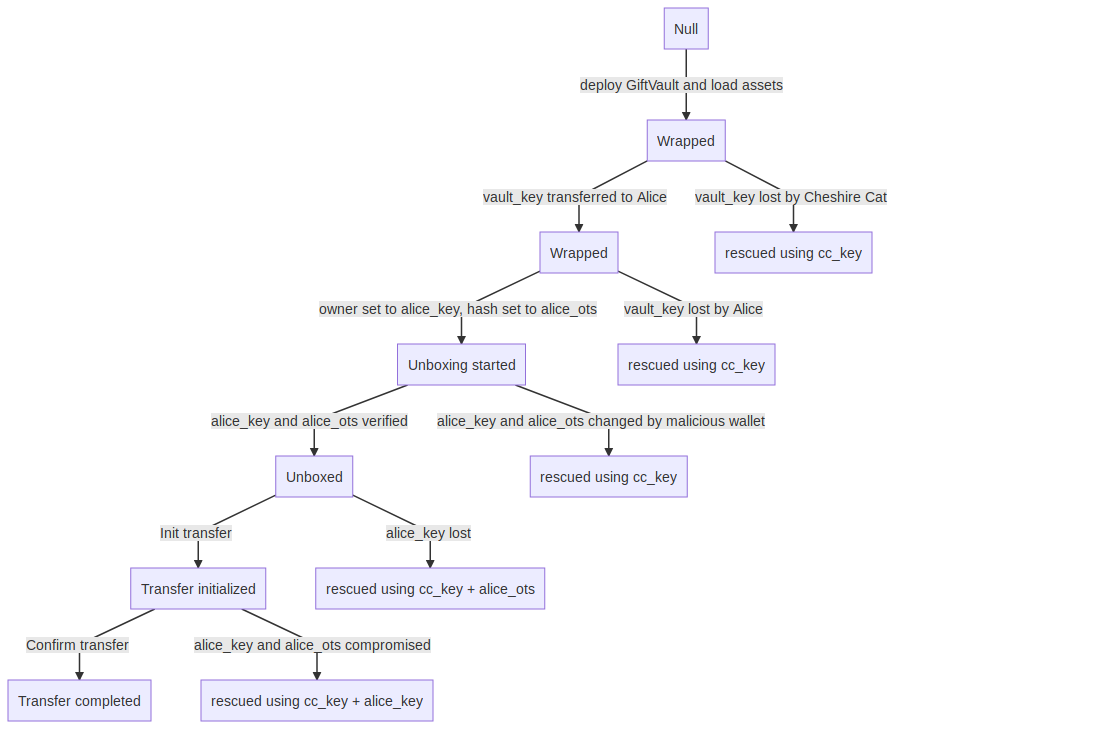 Null
deploy GiftVault and load assets
Wrapped
vault_key transferred to Alice
vault_key lost by Cheshire Cat
Wrapped
rescued using cc_key
owner set to alice_key, hash set to alice_ots
vault_key lost by Alice
Unboxing started
rescued using cc_key
alice_key and alice_ots verified
alice_key and alice_ots changed by malicious wallet
Unboxed
rescued using cc_key
Init transfer
alice_key lost
Transfer initialized
rescued using cc_key + alice_ots
Confirm transfer
alice_key and alice_ots compromised
Transfer completed
rescued using cc_key + alice_key